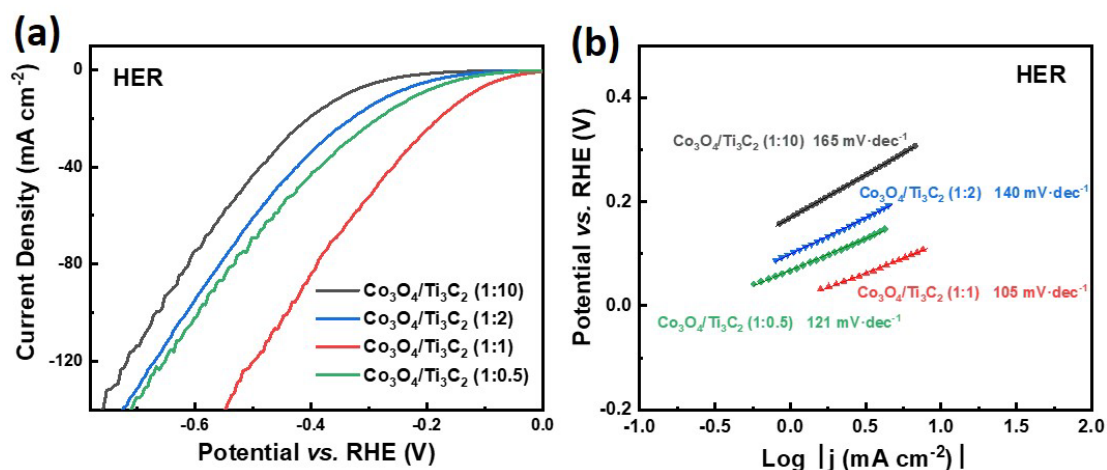 (a)
HER
0
-40
-80
-120
Current Density (mA cm⁻²)
-0.6
-0.4
-0.2
0.0
Potential vs. RHE (V)
Co₃O₄/Ti₃C₂ (1:10)
Co₃O₄/Ti₃C₂ (1:2)
Co₃O₄/Ti₃C₂ (1:1)
Co₃O₄/Ti₃C₂ (1:0.5)
(b)
HER
0.4
0.2
0.0
-0.2
Potential vs. RHE (V)
Co₃O₄/Ti₃C₂ (1:10) 165 mV·dec⁻¹
Co₃O₄/Ti₃C₂ (1:2) 140 mV·dec⁻¹
Co₃O₄/Ti₃C₂ (1:1) 105 mV·dec⁻¹
Co₃O₄/Ti₃C₂ (1:0.5) 121 mV·dec⁻¹
-1.0
-0.5
0.0
0.5
1.0
1.5
2.0
Log |j (mA cm⁻²)|